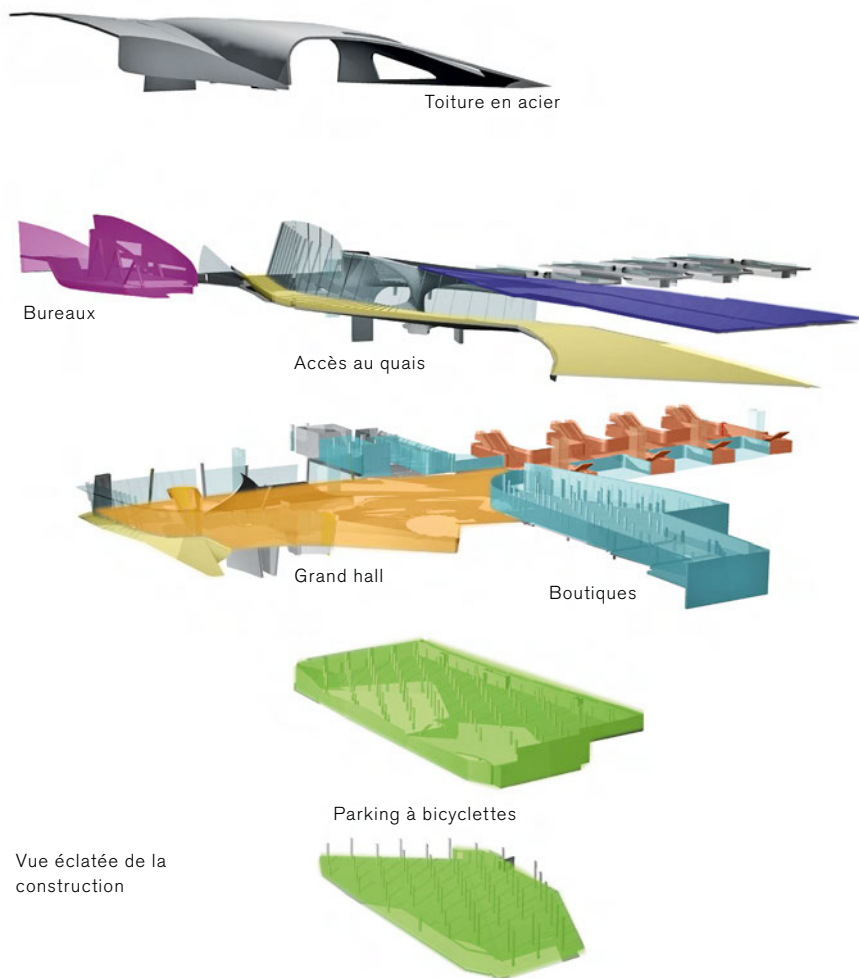 Toiture en acier
Bureaux
Accès au quais
Grand hall
Boutiques
Parking à bicyclettes
Vue éclatée de la
construction